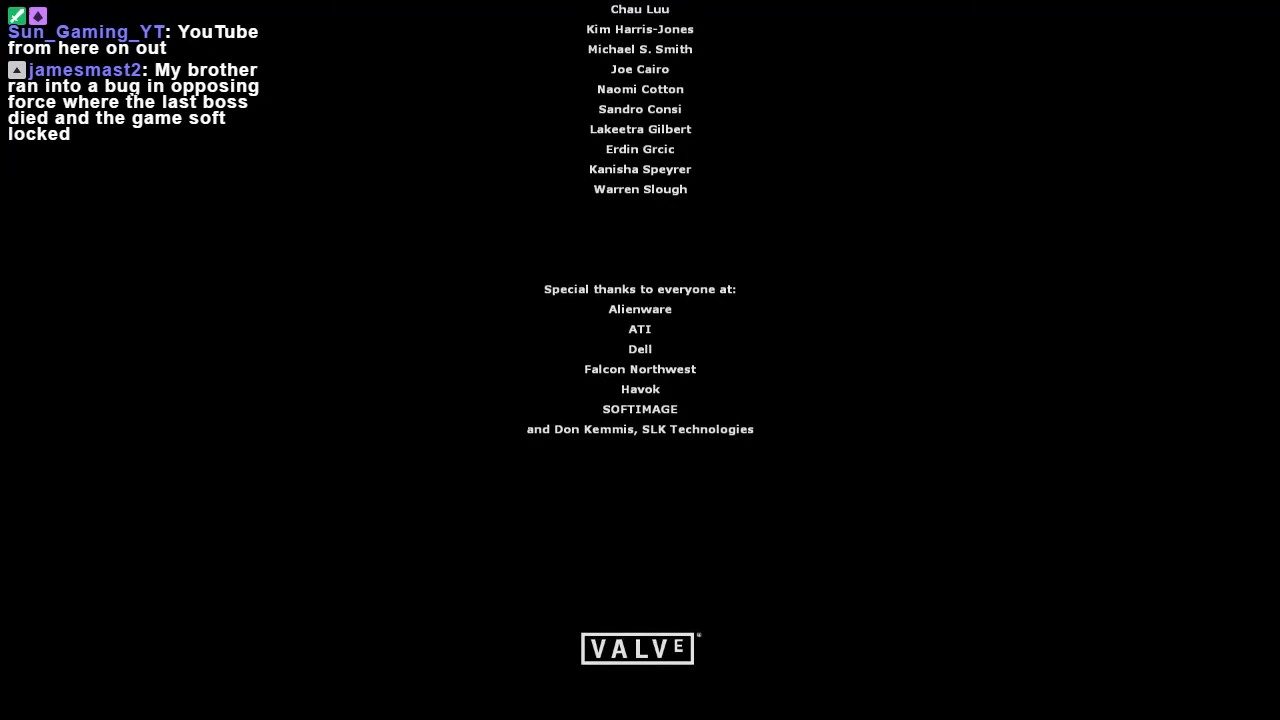 Sun_Gaming_YT: YouTube
from here on out
jamesmast2: My brother
ran into a bug in opposing
force where the last boss
died and the game soft
locked
Chau Luu
Kim Harris-Jones
Michael S. Smith
Joe Cairo
Naomi Cotton
Sandro Consi
Lakeetra Gilbert
Erdin Grcic
Kanisha Speyrer
Warren Slough
Special thanks to everyone at:
Alienware
ATI
Dell
Falcon Northwest
Havok
SOFTIMAGE
and Don Kemmis, SLK Technologies
VALVE®